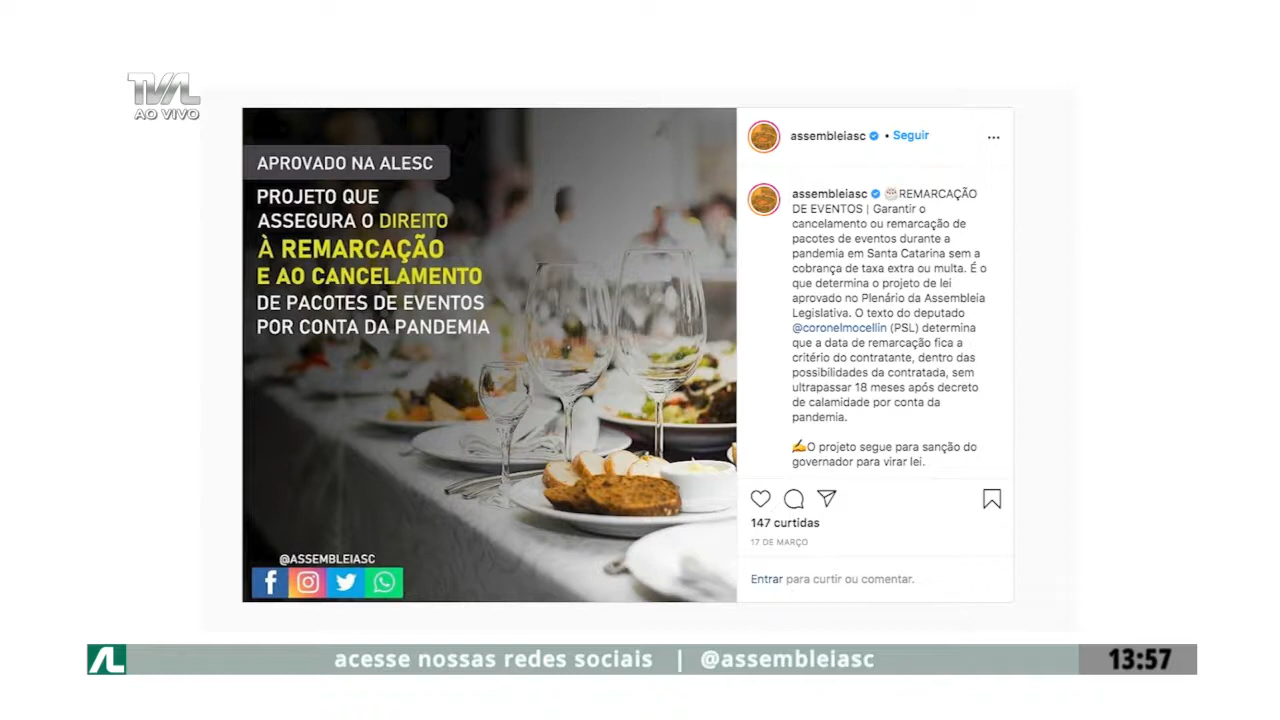 TVAL
AO VIVO
APROVADO NA ALESC
PROJETO QUE
ASSEGURA O DIREITO
À REMARCAÇÃO
E AO CANCELAMENTO
DE PACOTES DE EVENTOS
POR CONTA DA PANDEMIA
@ASSEMBLEIASC
assembleiasc • Seguir
assembleiasc 🎂REMARCAÇÃO
DE EVENTOS | Garantir o
cancelamento ou remarcação de
pacotes de eventos durante a
pandemia em Santa Catarina sem a
cobrança de taxa extra ou multa. É o
que determina o projeto de lei
aprovado no Plenário da Assembleia
Legislativa. O texto do deputado
@coronelmocellin (PSL) determina
que a data de remarcação fica a
critério do contratante, dentro das
possibilidades da contratada, sem
ultrapassar 18 meses após decreto
de calamidade por conta da
pandemia.
✍O projeto segue para sanção do
governador para virar lei.
147 curtidas
17 DE MARÇO
Entrar para curtir ou comentar.
AL
acesse nossas redes sociais | @assembleiasc
13:57